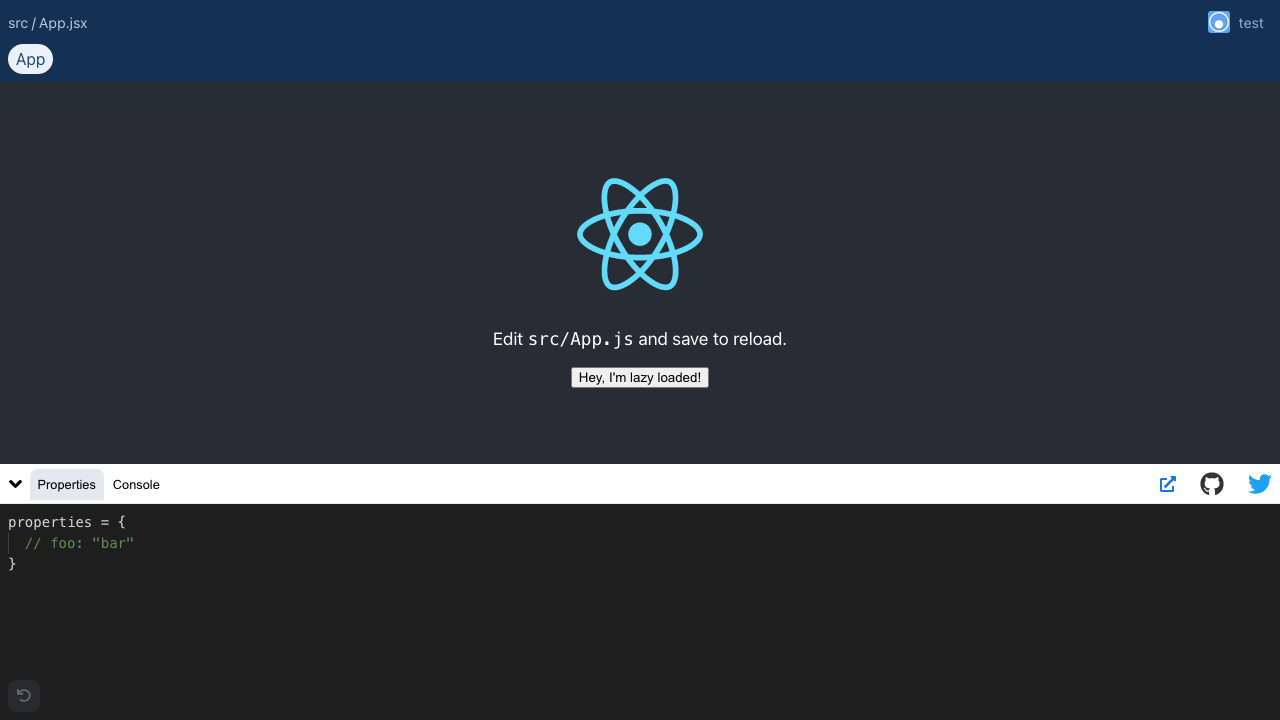 src / App.jsx
test
App
Edit src/App.js and save to reload.
Hey, I'm lazy loaded!
Properties
Console
properties = {
// foo: "bar"
}